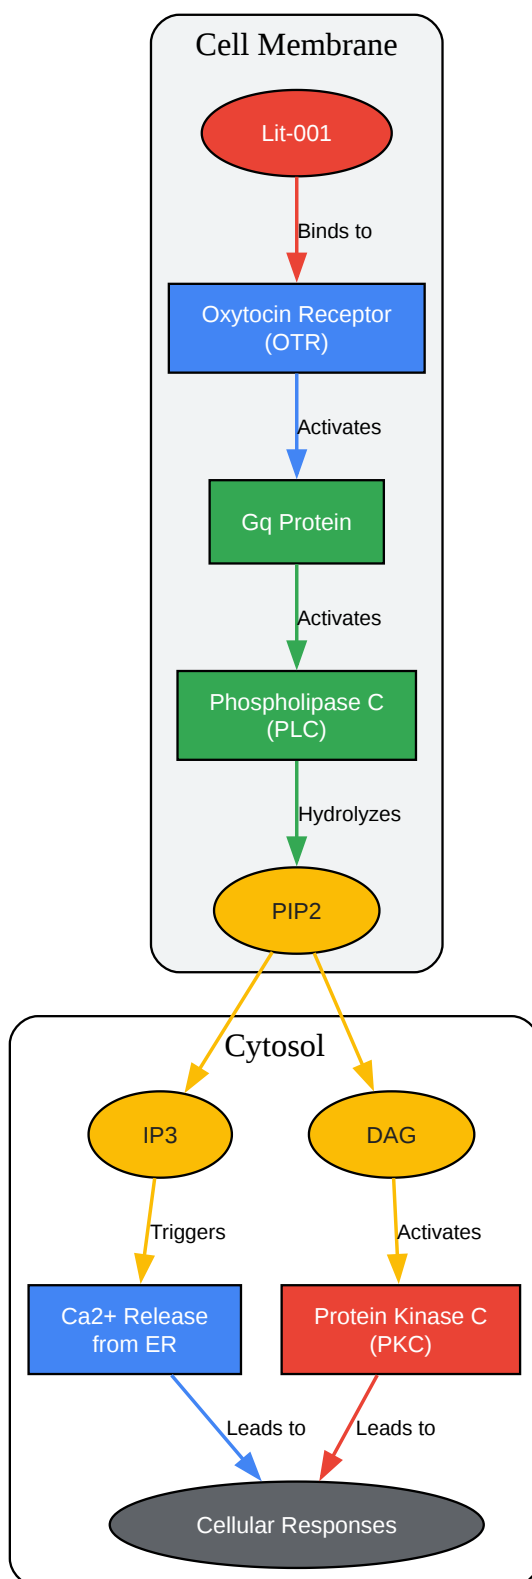 Cell Membrane
Lit-001
Binds to
Oxytocin Receptor
(OTR)
Activates
Gq Protein
Activates
Phospholipase C
(PLC)
Hydrolyzes
PIP2
Cytosol
IP3
DAG
Triggers
Activates
Ca2+ Release
from ER
Protein Kinase C
(PKC)
Leads to
Leads to
Cellular Responses